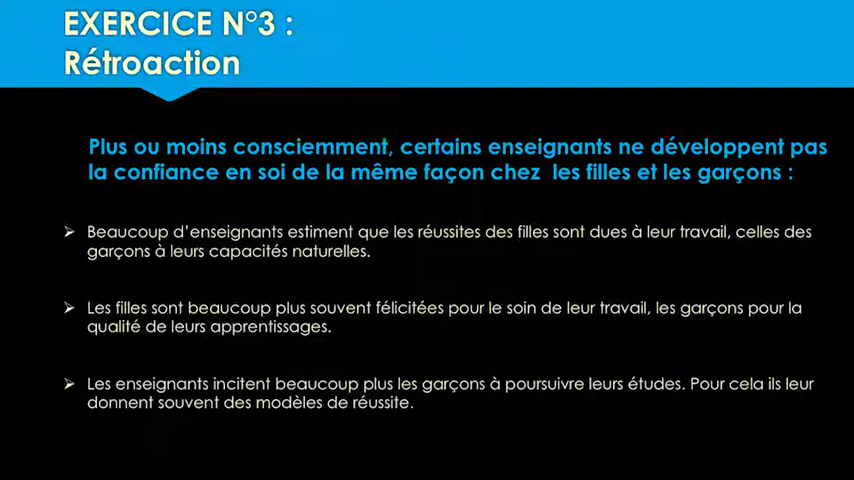 EXERCICE N°3 :
Rétroaction
Plus ou moins consciemment, certains enseignants ne développent pas
la confiance en soi de la même façon chez les filles et les garçons :
Beaucoup d'enseignants estiment que les réussites des filles sont dues à leur travail, celles des
garçons à leurs capacités naturelles.
Les filles sont beaucoup plus souvent félicitées pour le soin de leur travail, les garçons pour la
qualité de leurs apprentissages.
Les enseignants incitent beaucoup plus les garçons à poursuivre leurs études. Pour cela ils leur
donnent souvent des modèles de réussite.